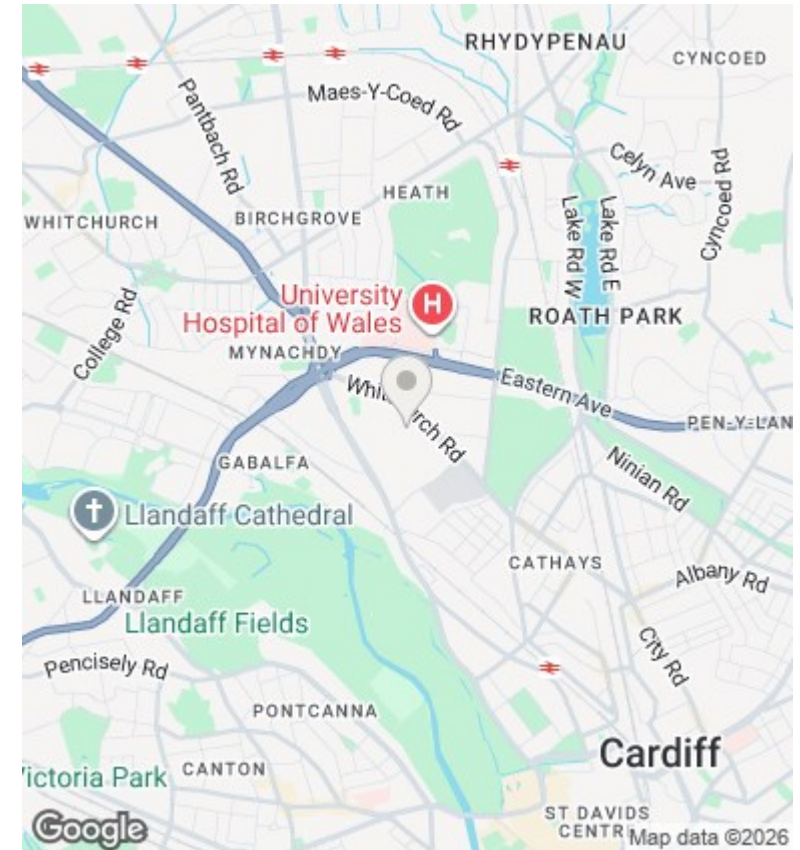 RHYDYPENAU
CYNCOED
Maes-Y-Coed Rd
Pantbach Rd
Celyn Ave
Cyncoed Rd
HEATH
WHITCHURCH
BIRCHGROVE
Lake Rd W
Lake Rd E
University
Hospital of Wales
H
ROATH PARK
College Rd
MYNACHDY
Eastern Ave
PEN-Y-LAN
GABALFA
Ninian Rd
Llandaff Cathedral
CATHAYS
Albany Rd
LLANDAFF
Llandaff Fields
City Rd
Pencisely Rd
PONTCANNA
Cardiff
ictoria Park
CANTON
ST DAVIDS
CENTR
Google
Map data ©2026